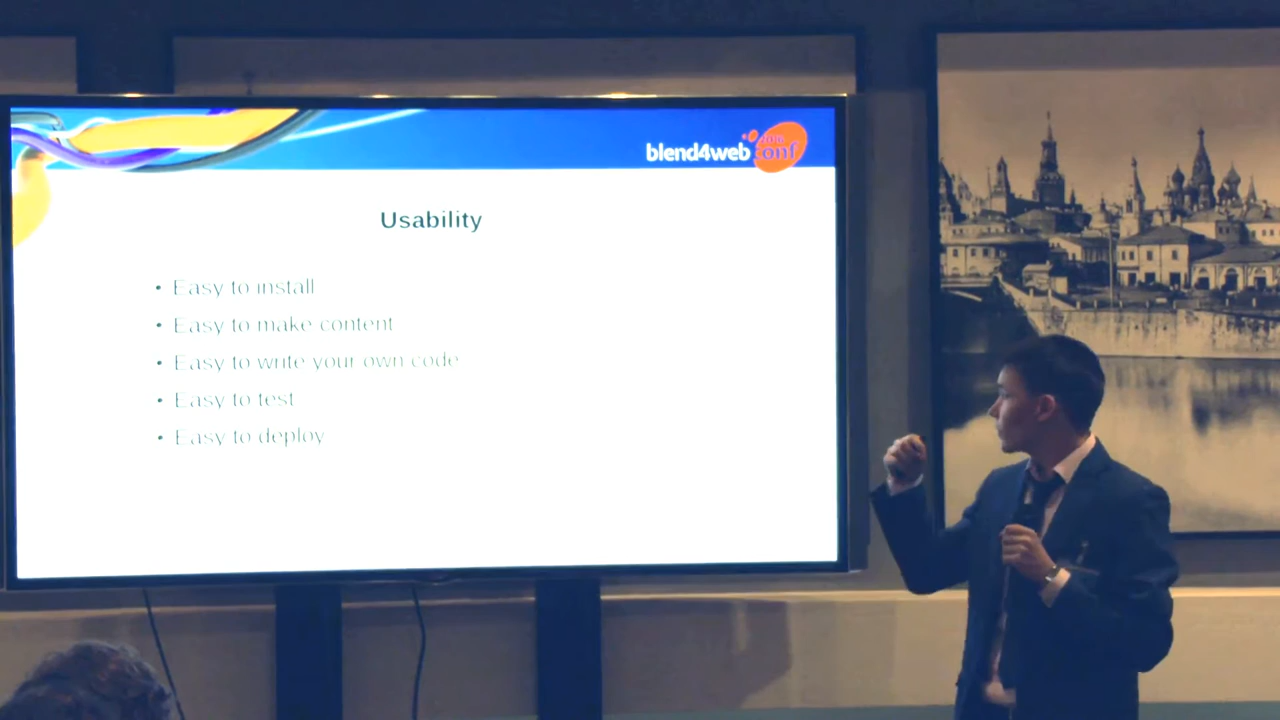 blend4web
conf
Usability
• Easy to install
• Easy to make content
• Easy to write your own code
• Easy to test
• Easy to deploy